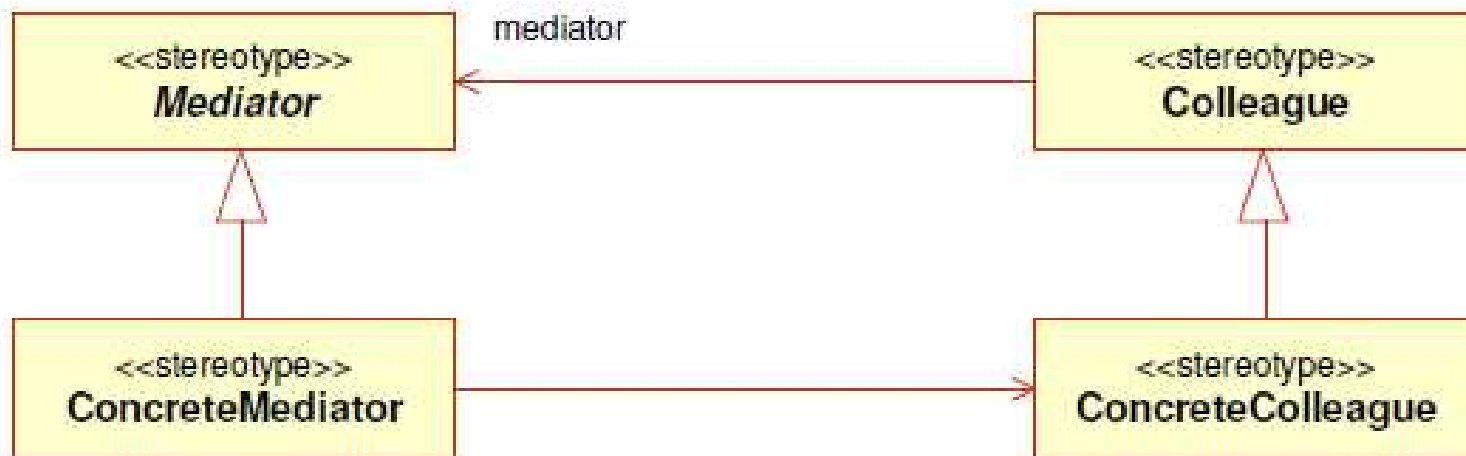 mediator
<<stereotype>>
Mediator
<<stereotype>>
Colleague
<<stereotype>>
ConcreteMediator
<<stereotype>>
ConcreteColleague